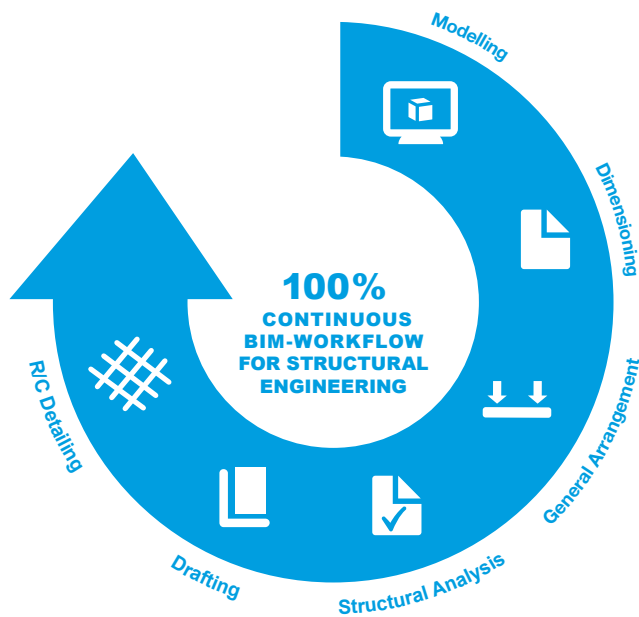 Modelling
Dimensioning
General Arrangement
Structural Analysis
Drafting
R/C Detailing
100%
CONTINUOUS
BIM-WORKFLOW
FOR STRUCTURAL
ENGINEERING